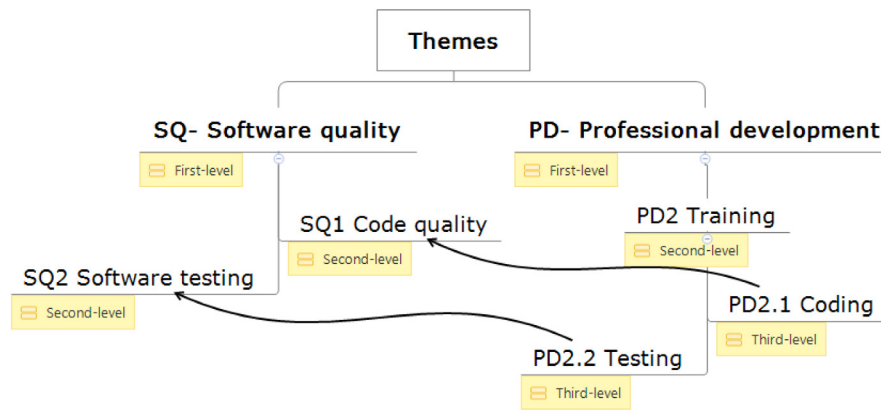 Themes
SQ- Software quality
First-level
SQ1 Code quality
Second-level
SQ2 Software testing
Second-level
PD- Professional development
First-level
PD2 Training
Second-level
PD2.1 Coding
Third-level
PD2.2 Testing
Third-level